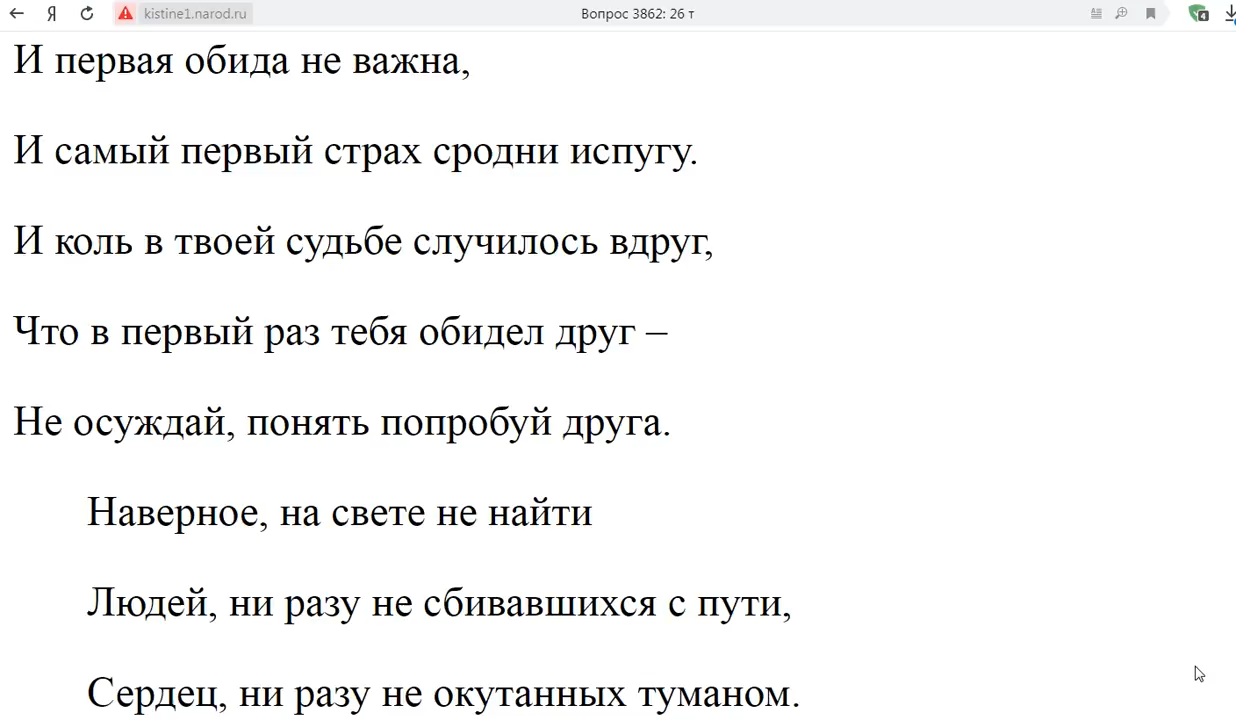 kistine1.narod.ru
Вопрос 3862: 26 т
4
И первая обида не важна,
И самый первый страх сродни испугу.
И коль в твоей судьбе случилось вдруг,
Что в первый раз тебя обидел друг –
Не осуждай, понять попробуй друга.
Наверное, на свете не найти
Людей, ни разу не сбивавшихся с пути,
Сердец, ни разу не окутанных туманом.